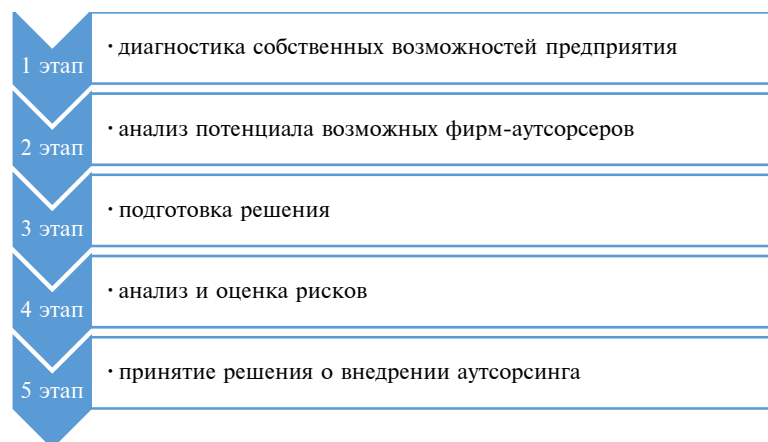 1 этап
· диагностика собственных возможностей предприятия
2 этап
· анализ потенциала возможных фирм-аутсорсеров
3 этап
· подготовка решения
4 этап
· анализ и оценка рисков
5 этап
· принятие решения о внедрении аутсорсинга